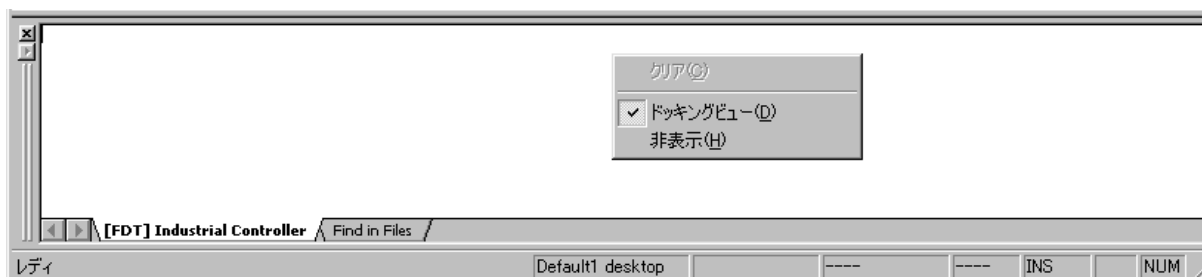 クリア(C)
ドッキングビュー(D)
非表示(H)
[FDT] Industrial Controller Find in Files
レディ Default1 desktop ---- ---- INS NUM